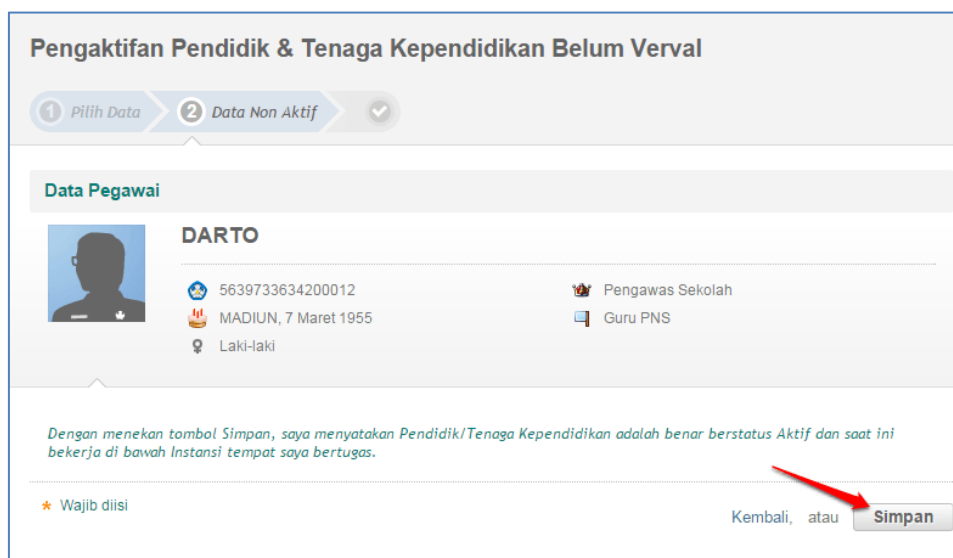 Pengaktifan Pendidik & Tenaga Kependidikan Belum Verval
1 Pilih Data 2 Data Non Aktif
Data Pegawai
DARTO
5639733634200012 Pengawas Sekolah
MADIUN, 7 Maret 1955 Guru PNS
Laki-laki
Dengan menekan tombol Simpan, saya menyatakan Pendidik/Tenaga Kependidikan adalah benar berstatus Aktif dan saat ini
bekerja di bawah Instansi tempat saya bertugas.
* Wajib diisi
Kembali, atau Simpan